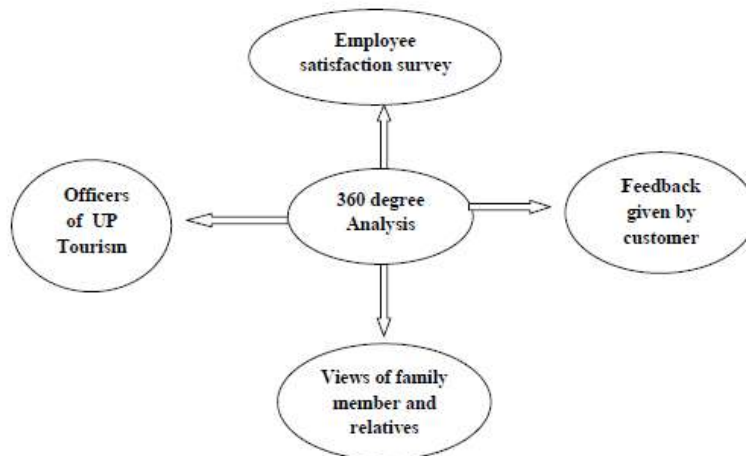 Employee
satisfaction survey
Officers
of UP
Tourism
360 degree
Analysis
Feedback
given by
customer
Views of family
member and
relatives